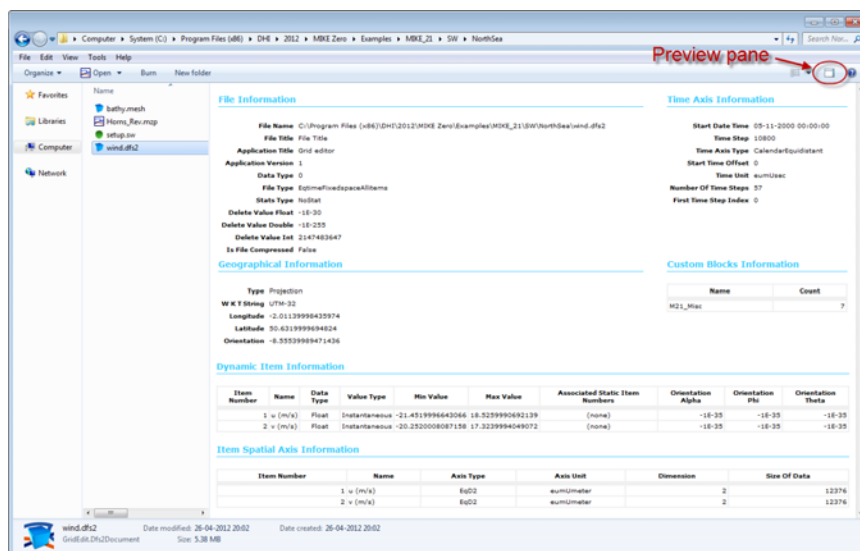 Computer ▸ System (C:) ▸ Program Files (x86) ▸ DHI ▸ 2012 ▸ MIKE Zero ▸ Examples ▸ MIKE_21 ▸ SW ▸ NorthSea
Search Nor...
File Edit View Tools Help
Preview pane
Organize Open Burn New folder
Favorites
Libraries
Computer
Network
Name
bathy.mesh
Horns_Rev.mzp
setup.sw
wind.dfs2
File Information
File Name C:\Program Files (x86)\DHI\2012\MIKE Zero\Examples\MIKE_21\SW\NorthSea\wind.dfs2
File Title File Title
Application Title Grid editor
Application Version 1
Data Type 0
File Type EqtimeFixedspaceAllitems
Stats Type NoStat
Delete Value Float -1E-30
Delete Value Double -1E-255
Delete Value Int 2147483647
Is File Compressed False
Time Axis Information
Start Date Time 05-11-2000 00:00:00
Time Step 10800
Time Axis Type CalendarEquidistant
Start Time Offset 0
Time Unit eumUsec
Number Of Time Steps 57
First Time Step Index 0
Geographical Information
Type Projection
W K T String UTM-32
Longitude -2.01139998435974
Latitude 50.6319999694824
Orientation -8.55539989471436
Custom Blocks Information
Name Count
M21_Misc 7
Dynamic Item Information
Item Number Name Data Type Value Type Min Value Max Value Associated Static Item Numbers Orientation Alpha Orientation Phi Orientation Theta
1 u (m/s) Float Instantaneous -21.4519996643066 18.5259990692139 (none) -1E-35 -1E-35 -1E-35
2 v (m/s) Float Instantaneous -20.2520008087158 17.3239994049072 (none) -1E-35 -1E-35 -1E-35
Item Spatial Axis Information
Item Number Name Axis Type Axis Unit Dimension Size Of Data
1 u (m/s) EqD2 eumUmeter 2 12376
2 v (m/s) EqD2 eumUmeter 2 12376
wind.dfs2 Date modified: 26-04-2012 20:02 Date created: 26-04-2012 20:02
GridEdit.Dfs2Document Size: 5.38 MB